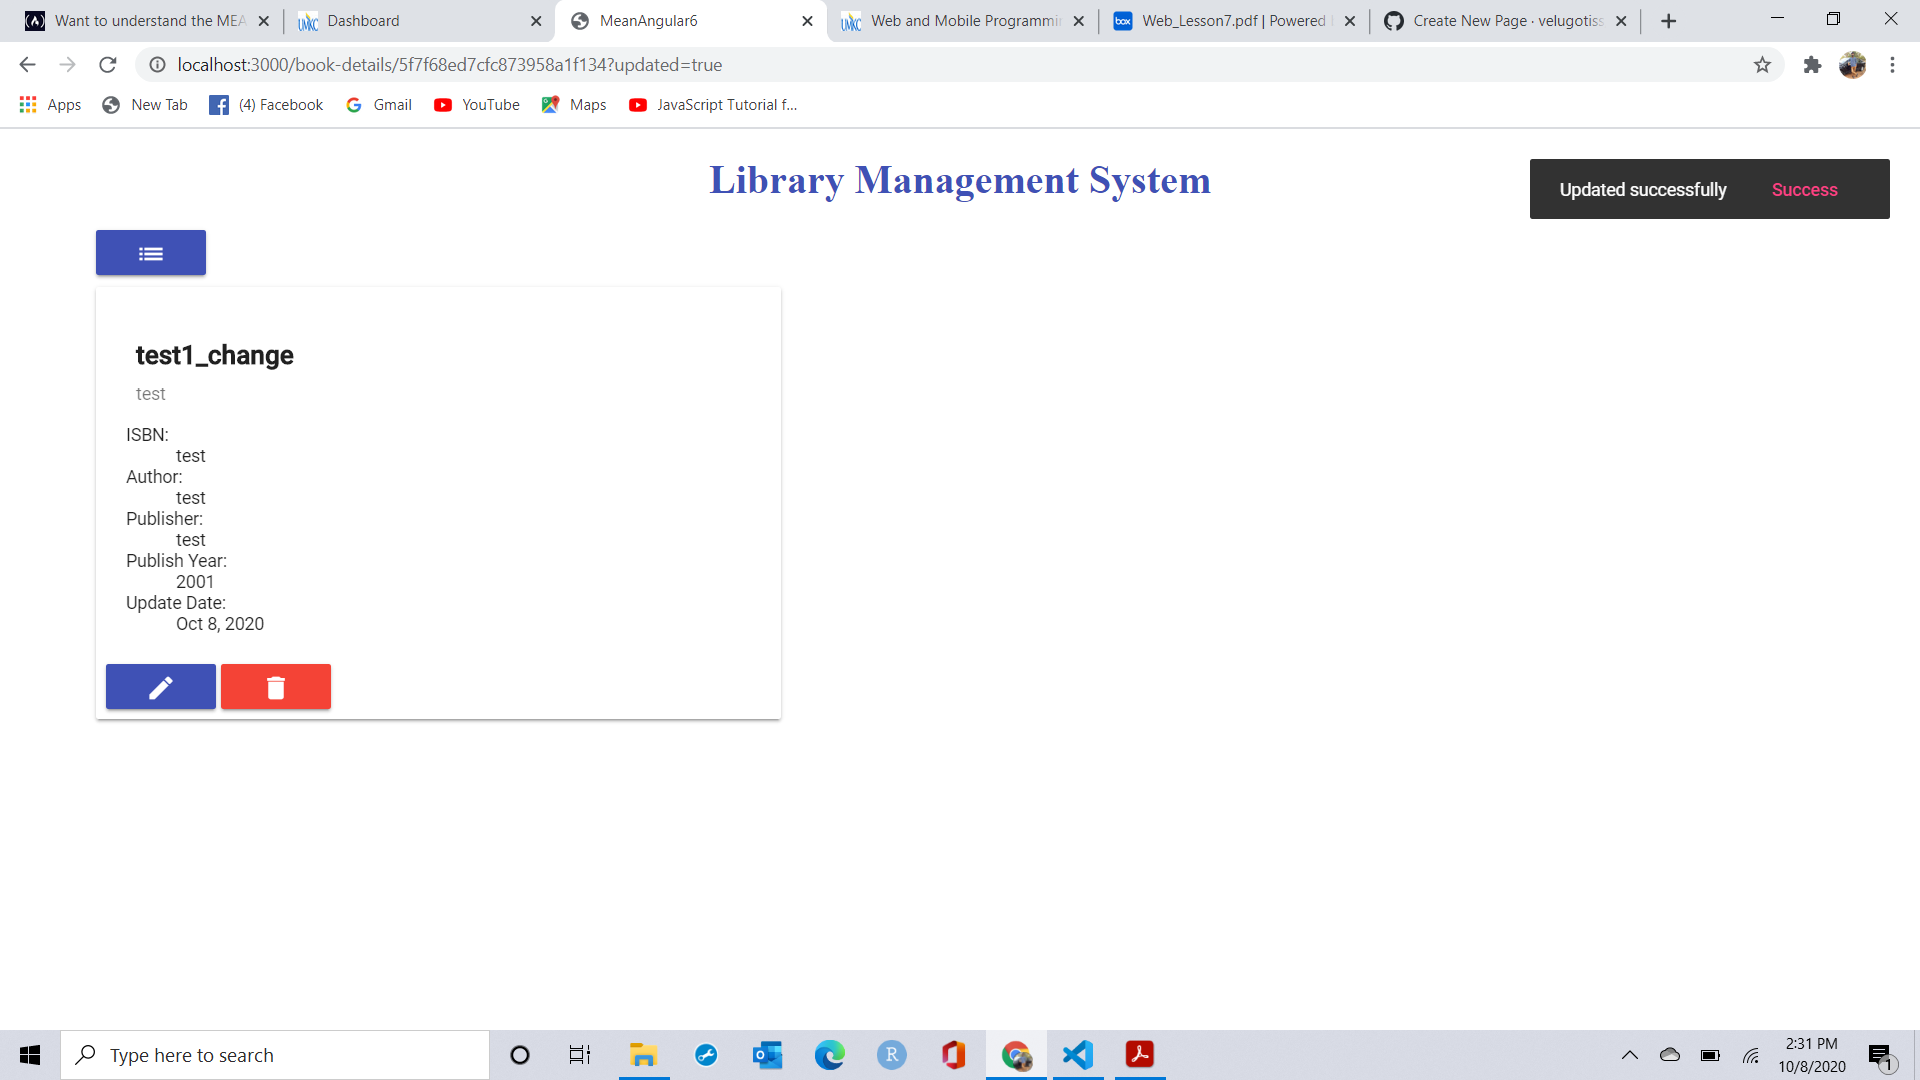 Want to understand the MEA
Dashboard
MeanAngular6
Web and Mobile Programmin
Web_Lesson7.pdf | Powered
Create New Page · velugotiss
localhost:3000/book-details/5f7f68ed7cfc873958a1f134?updated=true
Apps
New Tab
(4) Facebook
Gmail
YouTube
Maps
JavaScript Tutorial f...
Library Management System
Updated successfully Success
test1_change
test
ISBN:
test
Author:
test
Publisher:
test
Publish Year:
2001
Update Date:
Oct 8, 2020
Type here to search
2:31 PM
10/8/2020
1